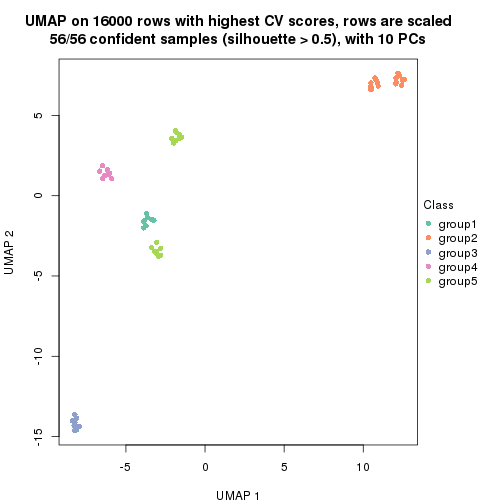 UMAP on 16000 rows with highest CV scores, rows are scaled
56/56 confident samples (silhouette > 0.5), with 10 PCs
5
0
-5
-10
-15
UMAP 2
-5
0
5
10
UMAP 1
Class
group1
group2
group3
group4
group5